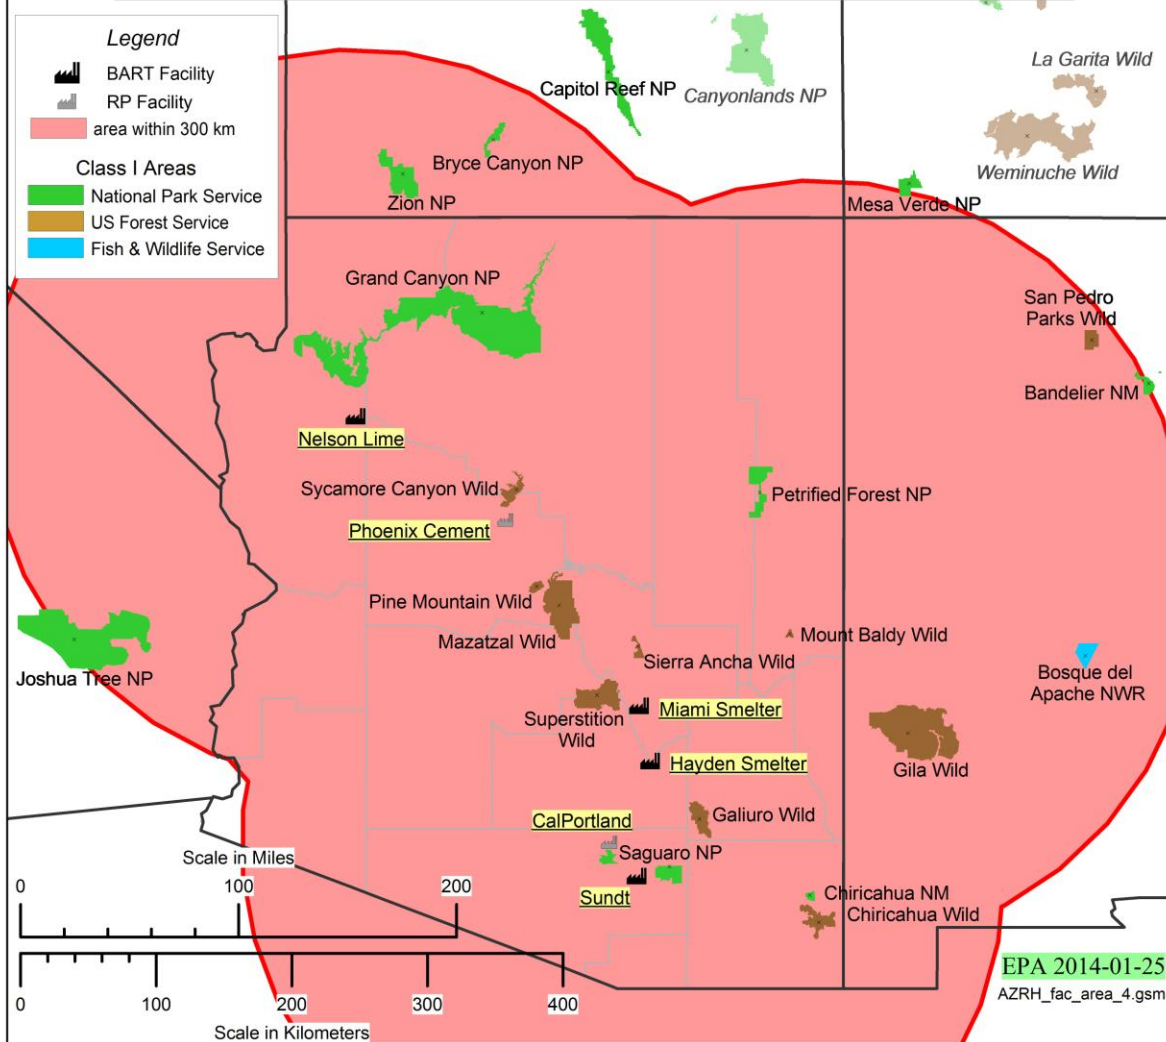 Legend
BART Facility
RP Facility
area within 300 km
Class I Areas
National Park Service
US Forest Service
Fish & Wildlife Service
Capitol Reef NP
Canyonlands NP
La Garita Wild
Weminuche Wild
Bryce Canyon NP
Zion NP
Mesa Verde NP
Grand Canyon NP
San Pedro
Parks Wild
Bandelier NM
Nelson Lime
Sycamore Canyon Wild
Petrified Forest NP
Phoenix Cement
Pine Mountain Wild
Mazatzal Wild
Mount Baldy Wild
Sierra Ancha Wild
Joshua Tree NP
Bosque del
Apache NWR
Superstition
Wild
Miami Smelter
Hayden Smelter
Gila Wild
Galiuro Wild
CalPortland
Saguaro NP
Sundt
Chiricahua NM
Chiricahua Wild
Scale in Miles
0 100 200
0 100 200 300 400
Scale in Kilometers
EPA 2014-01-25
AZRH_fac_area_4.gsm